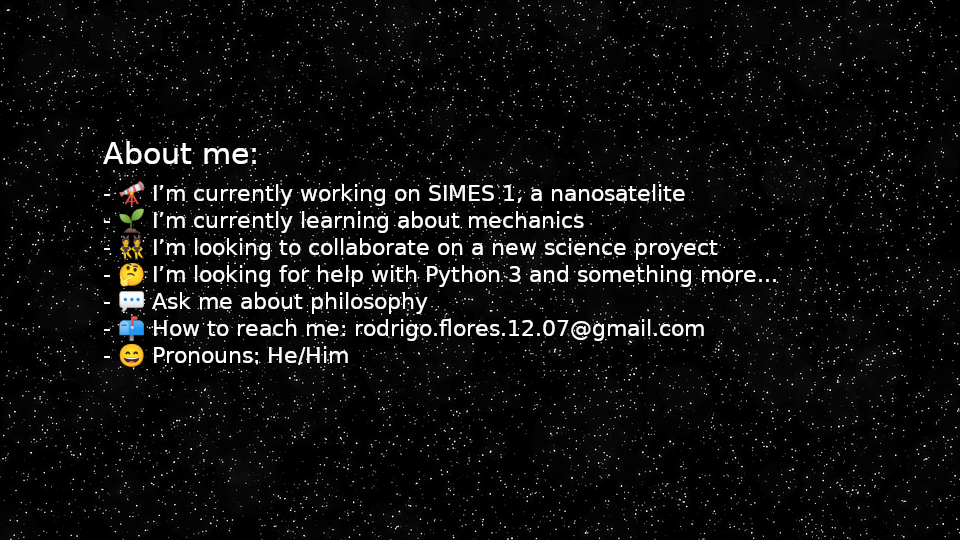 About me:
- 🔭 I’m currently working on SIMES 1, a nanosatelite
- 🌱 I’m currently learning about mechanics
- 👯 I’m looking to collaborate on a new science proyect
- 🤔 I’m looking for help with Python 3 and something more...
- 💬 Ask me about philosophy
- 📫 How to reach me: rodrigo.flores.12.07@gmail.com
- 😄 Pronouns: He/Him